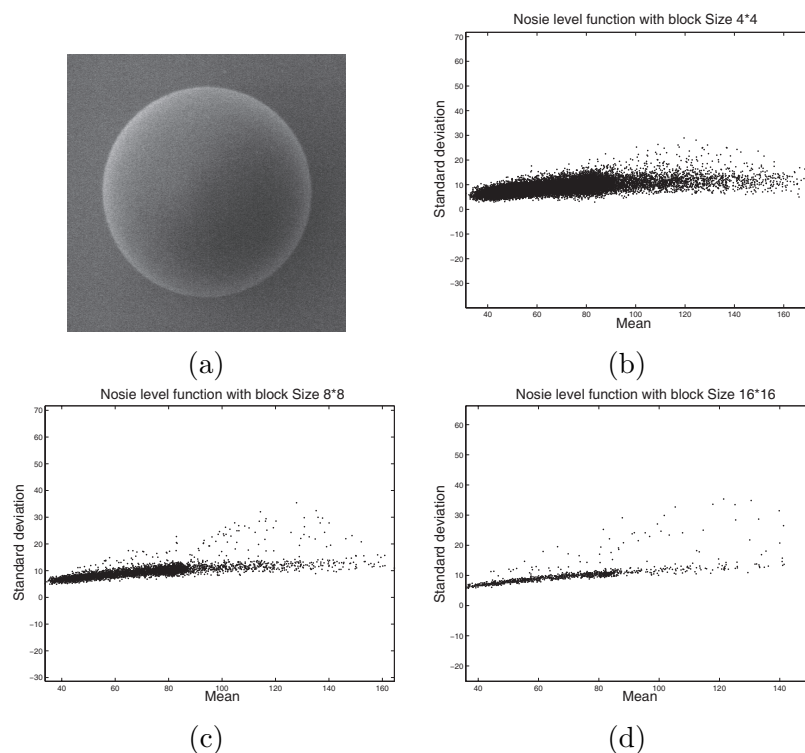 (a)
Nosie level function with block Size 4*4
Standard deviation
70
60
50
40
30
20
10
0
−10
−20
−30
40 60 80 100 120 140 160
Mean
(b)
Nosie level function with block Size 8*8
Standard deviation
70
60
50
40
30
20
10
0
−10
−20
−30
40 60 80 100 120 140 160
Mean
(c)
Nosie level function with block Size 16*16
Standard deviation
60
50
40
30
20
10
0
−10
−20
40 60 80 100 120 140
Mean
(d)